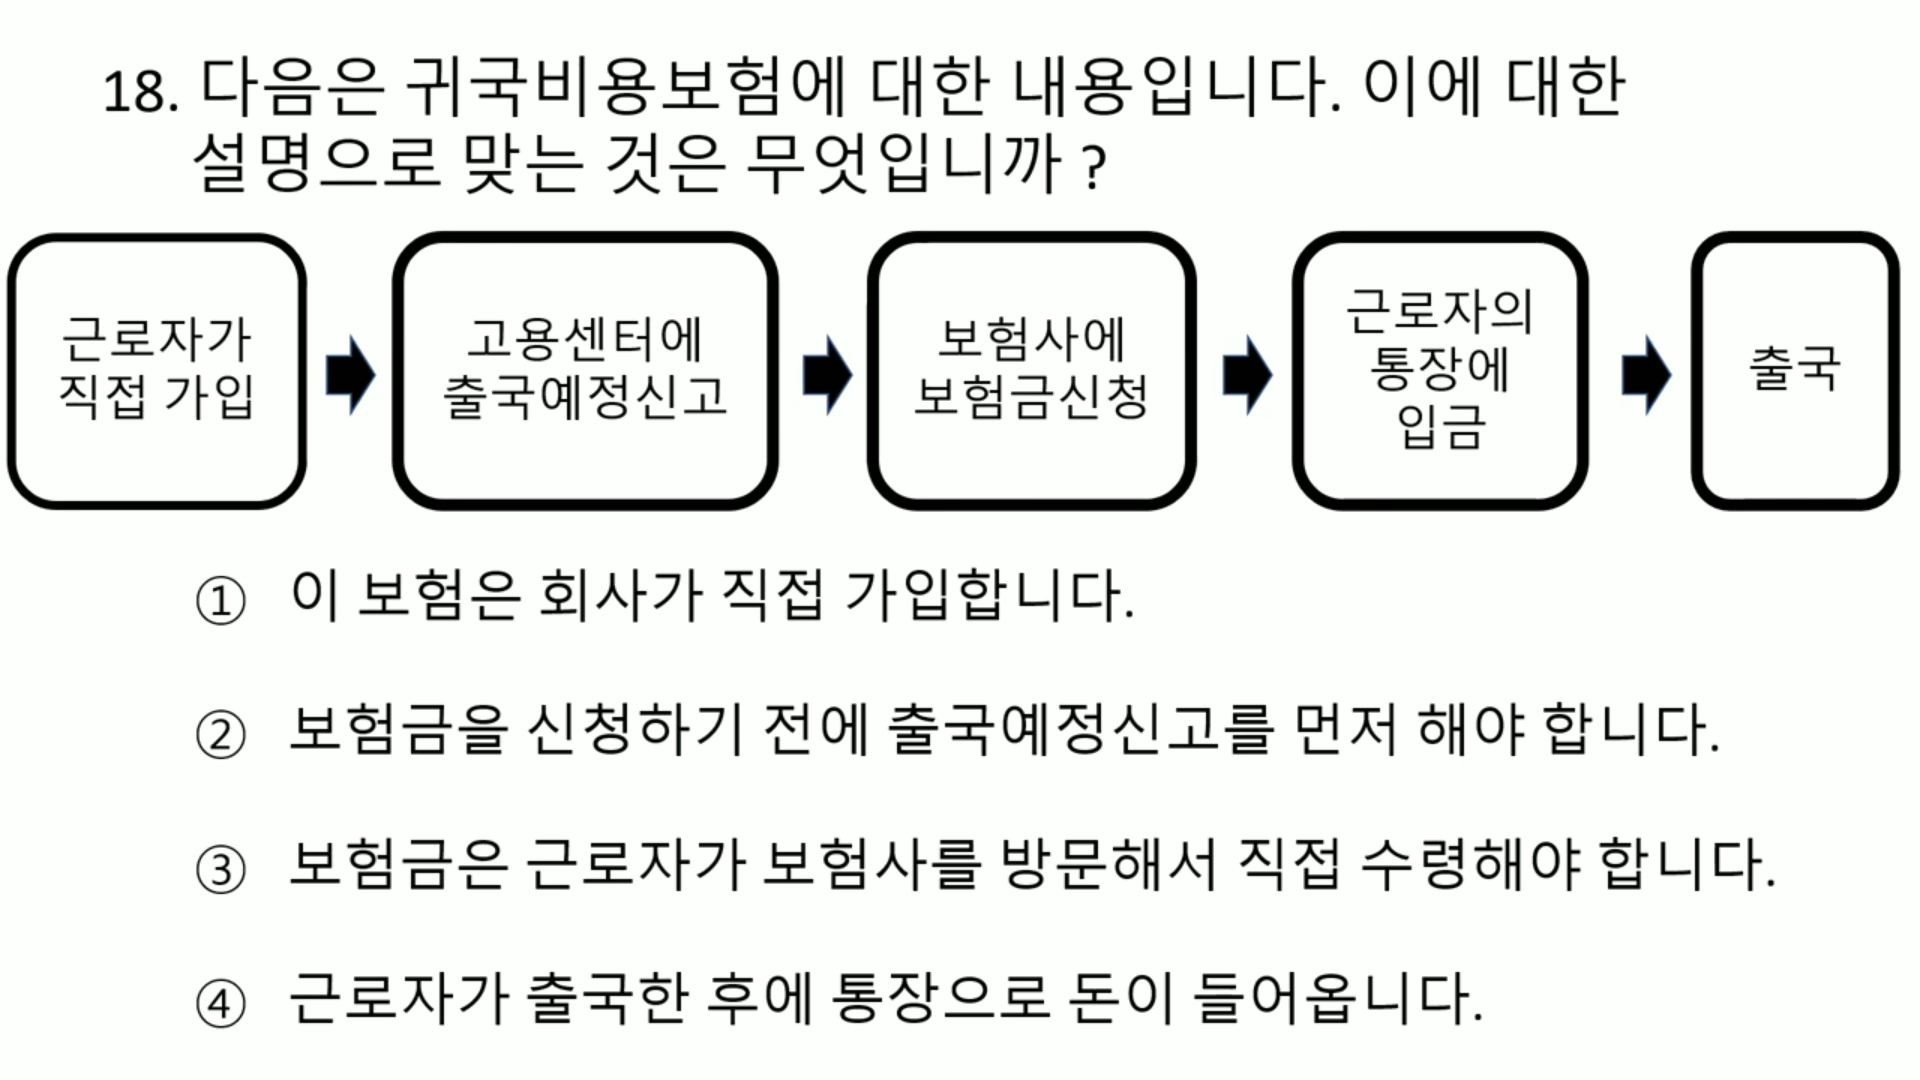 18. 다음은 귀국비용보험에 대한 내용입니다. 이에 대한
설명으로 맞는 것은 무엇입니까 ?
근로자가
직접 가입
고용센터에
출국예정신고
보험사에
보험금신청
근로자의
통장에
입금
출국
① 이 보험은 회사가 직접 가입합니다.
② 보험금을 신청하기 전에 출국예정신고를 먼저 해야 합니다.
③ 보험금은 근로자가 보험사를 방문해서 직접 수령해야 합니다.
④ 근로자가 출국한 후에 통장으로 돈이 들어옵니다.